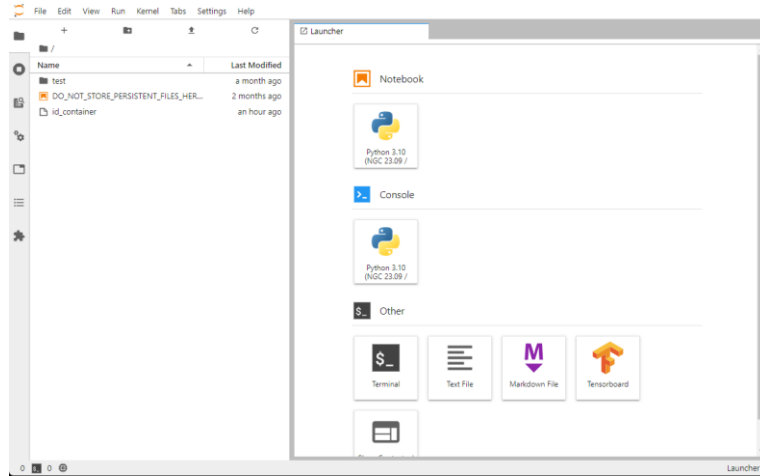 File Edit View Run Kernel Tabs Settings Help
/
Name Last Modified
test a month ago
DO_NOT_STORE_PERSISTENT_FILES_HER... 2 months ago
id_container an hour ago
Launcher
Notebook
Python 3.10
(NGC 23.09 /
Console
Python 3.10
(NGC 23.09 /
Other
$_
Terminal Text File Markdown File Tensorboard
0 0 Launcher